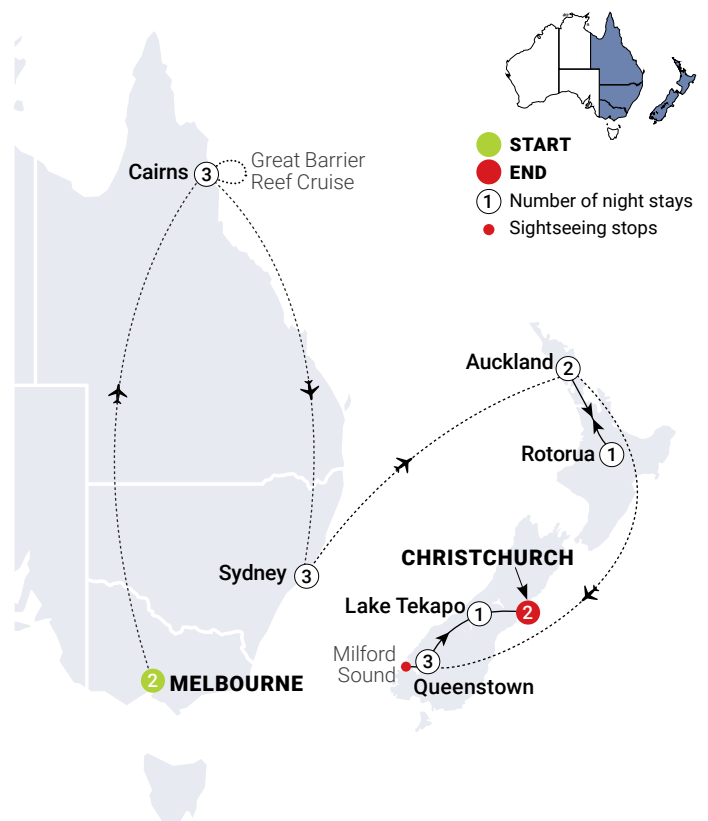 START
END
1 Number of night stays
Sightseeing stops
Cairns 3
Great Barrier
Reef Cruise
Auckland 2
Rotorua 1
Sydney 3
CHRISTCHURCH
2
Lake Tekapo 1
Milford
Sound
3
Queenstown
2 MELBOURNE